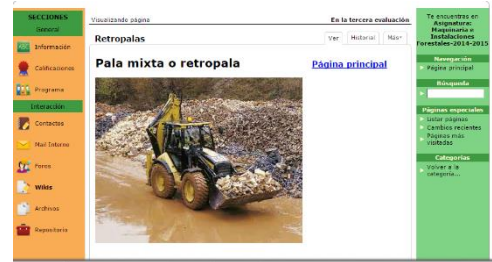 SECCIONES
General
Información
Calificaciones
Programa
Interacción
Contactos
Mail Interno
Foros
Wikis
Archivos
Repositorio
Visualizando página
En la tercera evaluación
Retropalas
Ver
Historial
Más
Pala mixta o retropala
Página principal
Te encuentras en
Asignatura:
Maquinaria e
Instalaciones
Forestales-2014-2015
Navegación
Página principal
Búsqueda
Páginas especiales
Listar páginas
Cambios recientes
Páginas más
visitadas
Categorías
Volver a la
categoría...